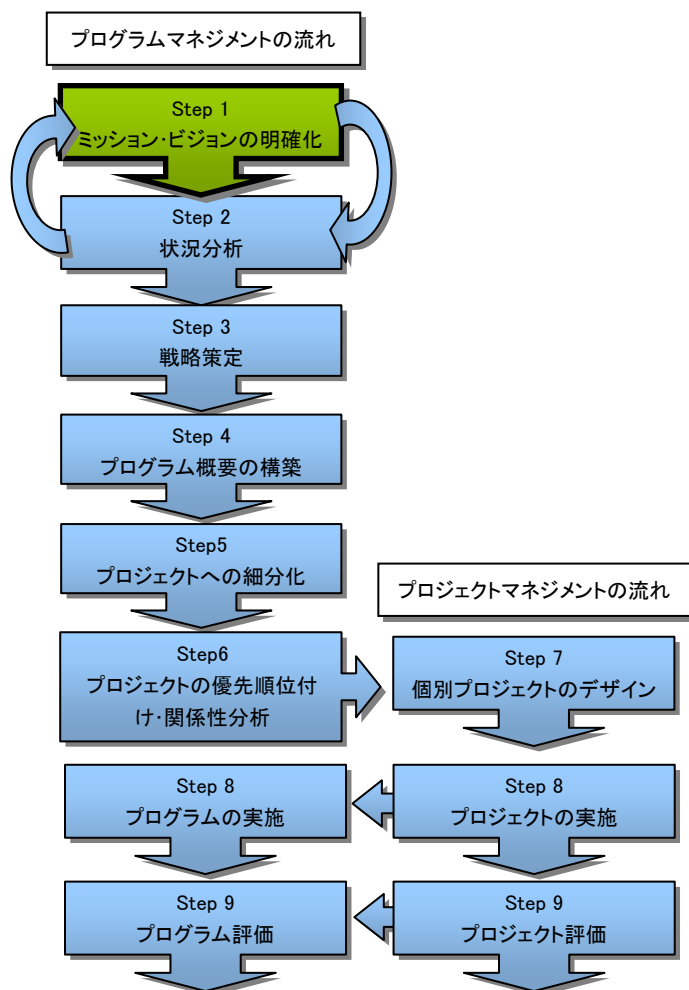 プログラムマネジメントの流れ
Step 1
ミッション・ビジョンの明確化
Step 2
状況分析
Step 3
戦略策定
Step 4
プログラム概要の構築
Step5
プロジェクトへの細分化
プロジェクトマネジメントの流れ
Step6
プロジェクトの優先順位付
け・関係性分析
Step 7
個別プロジェクトのデザイン
Step 8
プログラムの実施
Step 8
プロジェクトの実施
Step 9
プログラム評価
Step 9
プロジェクト評価